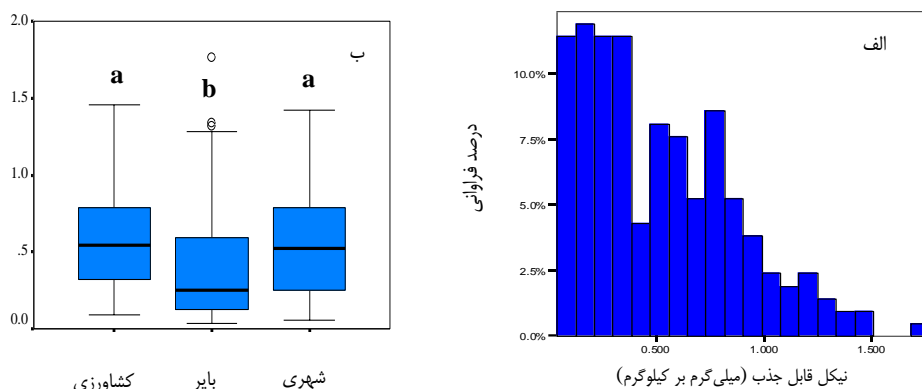 الف
درصد فراوانی
10.0%
7.5%
5.0%
2.5%
0.0%
0.500 1.000 1.500
نیکل قابل جذب (میلی‌گرم بر کیلوگرم)
ب
2.0
1.5
1.0
.5
0.0
a b a
شهری بایر کشاورزی